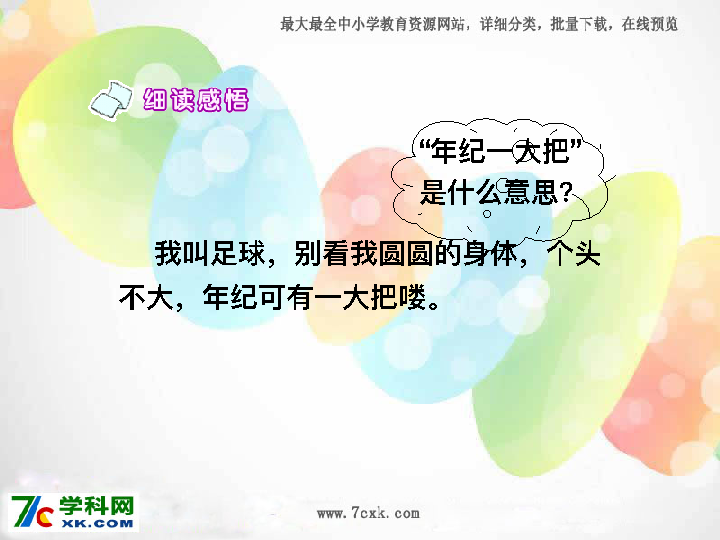 最大最全中小学教育资源网站，详细分类，批量下载，在线预览
细读感悟
“年纪一大把”
是什么意思？
我叫足球，别看我圆圆的身体，个头
不大，年纪可有一大把喽。
7C学科网
XK.COM
www.7cxk.com